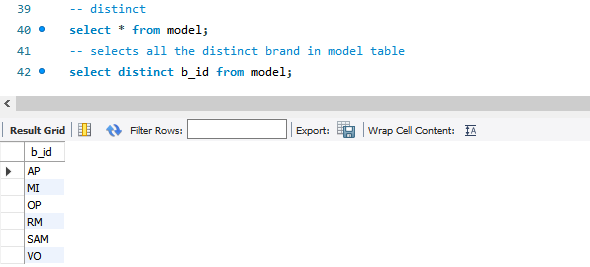 39 -- distinct
40 select * from model;
41 -- selects all the distinct brand in model table
42 select distinct b_id from model;
Result Grid Filter Rows: Export: Wrap Cell Content:
b_id
AP
MI
OP
RM
SAM
VO